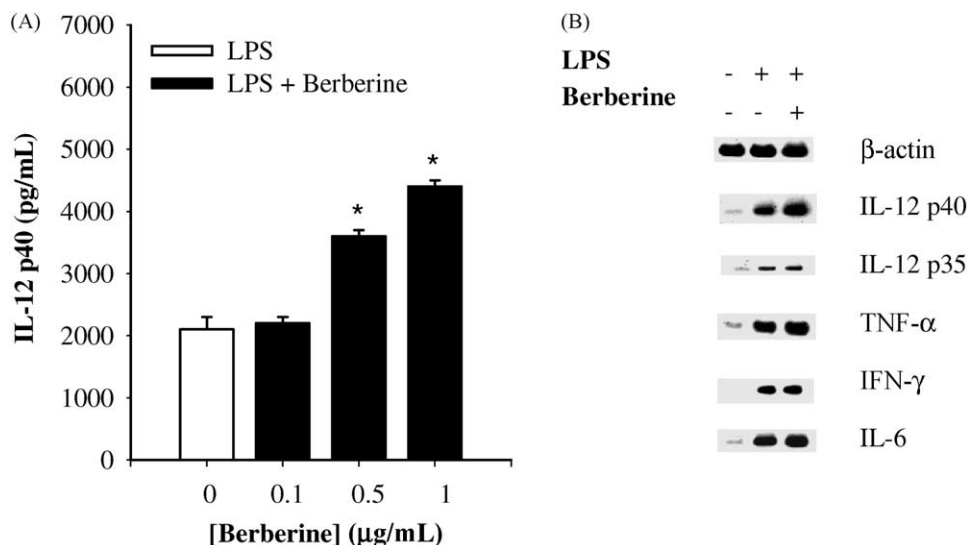 (A)
7000
6000
5000
4000
3000
2000
1000
0
IL-12 p40 (pg/mL)
LPS
LPS + Berberine
*
*
0 0.1 0.5 1
[Berberine] (μg/mL)
(B)
LPS - + +
Berberine - - +
β-actin
IL-12 p40
IL-12 p35
TNF-α
IFN-γ
IL-6